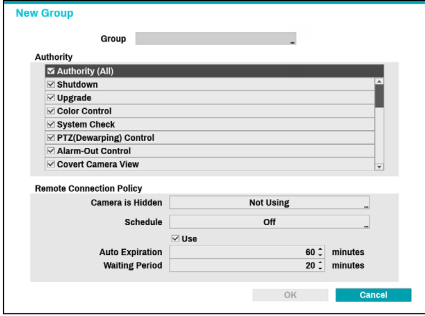 New Group
Group
Authority
Authority (All)
Shutdown
Upgrade
Color Control
System Check
PTZ(Dewarping) Control
Alarm-Out Control
Covert Camera View
Remote Connection Policy
Camera is Hidden Not Using ...
Schedule Off ...
Use
Auto Expiration 60 minutes
Waiting Period 20 minutes
OK Cancel